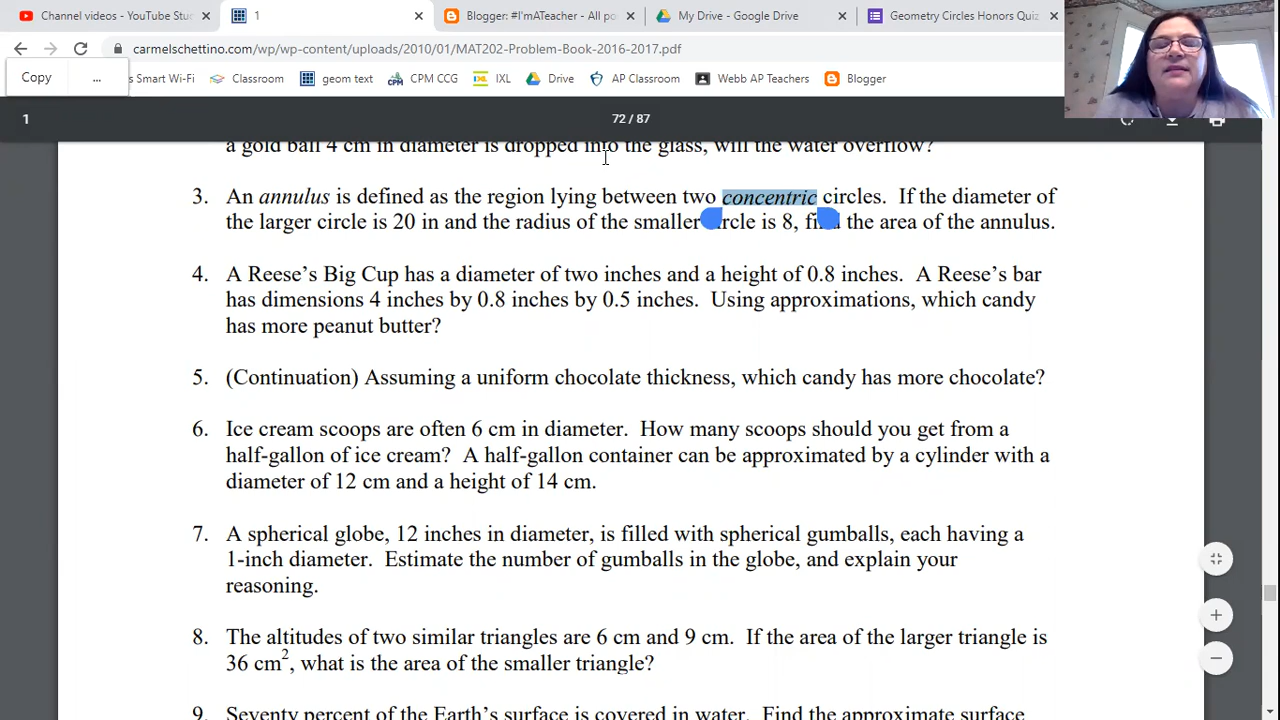 Channel videos - YouTube Stu
1
Blogger: #I'mATeacher - All po
My Drive - Google Drive
Geometry Circles Honors Quiz
carmelschettino.com/wp/wp-content/uploads/2010/01/MAT202-Problem-Book-2016-2017.pdf
Copy
...
s Smart Wi-Fi
Classroom
geom text
CPM CCG
IXL
Drive
AP Classroom
Webb AP Teachers
Blogger
1
72 / 87
a gold ball 4 cm in diameter is dropped into the glass, will the water overflow?
3. An annulus is defined as the region lying between two concentric circles. If the diameter of
the larger circle is 20 in and the radius of the smaller circle is 8, find the area of the annulus.
4. A Reese's Big Cup has a diameter of two inches and a height of 0.8 inches. A Reese's bar
has dimensions 4 inches by 0.8 inches by 0.5 inches. Using approximations, which candy
has more peanut butter?
5. (Continuation) Assuming a uniform chocolate thickness, which candy has more chocolate?
6. Ice cream scoops are often 6 cm in diameter. How many scoops should you get from a
half-gallon of ice cream? A half-gallon container can be approximated by a cylinder with a
diameter of 12 cm and a height of 14 cm.
7. A spherical globe, 12 inches in diameter, is filled with spherical gumballs, each having a
1-inch diameter. Estimate the number of gumballs in the globe, and explain your
reasoning.
8. The altitudes of two similar triangles are 6 cm and 9 cm. If the area of the larger triangle is
36 cm², what is the area of the smaller triangle?
9. Seventy percent of the Earth's surface is covered in water. Find the approximate surface